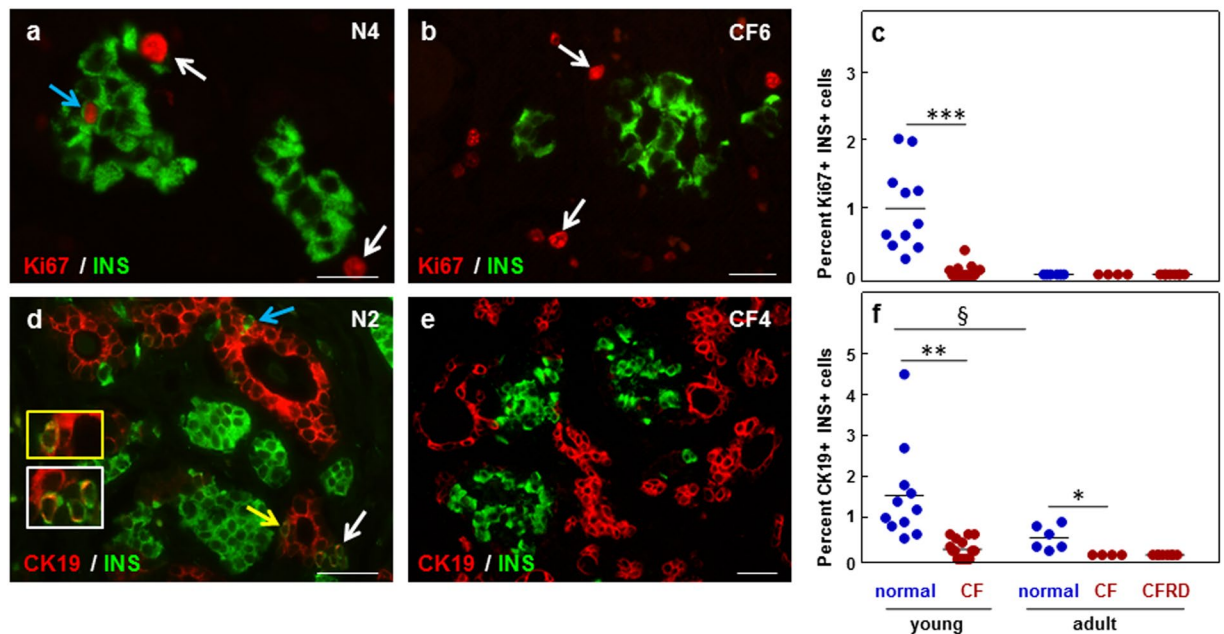 a N4
Ki67 / INS
b CF6
Ki67 / INS
c
Percent Ki67+ INS+ cells
3
2
1
0
***
d N2
CK19 / INS
e CF4
CK19 / INS
f
Percent CK19+ INS+ cells
5
4
3
2
1
0
§
**
*
normal CF normal CF CFRD
young adult